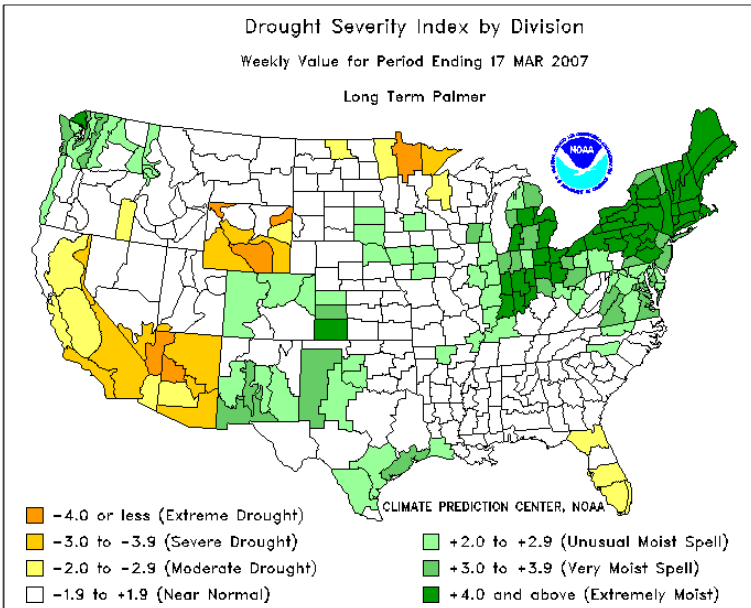 Drought Severity Index by Division
Weekly Value for Period Ending 17 MAR 2007
Long Term Palmer
NOAA
CLIMATE PREDICTION CENTER, NOAA
-4.0 or less (Extreme Drought)
-3.0 to -3.9 (Severe Drought)
-2.0 to -2.9 (Moderate Drought)
-1.9 to +1.9 (Near Normal)
+2.0 to +2.9 (Unusual Moist Spell)
+3.0 to +3.9 (Very Moist Spell)
+4.0 and above (Extremely Moist)